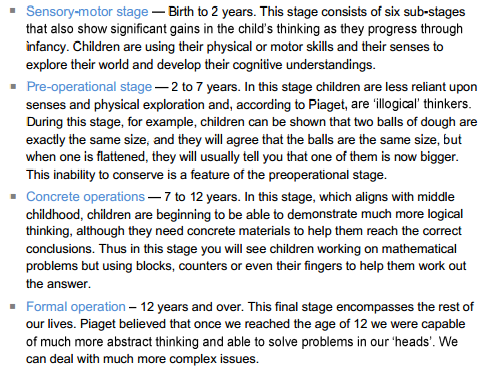 ▪ Sensory-motor stage — Birth to 2 years. This stage consists of six sub-stages
that also show significant gains in the child's thinking as they progress through
infancy. Children are using their physical or motor skills and their senses to
explore their world and develop their cognitive understandings.
▪ Pre-operational stage — 2 to 7 years. In this stage children are less reliant upon
senses and physical exploration and, according to Piaget, are ‘illogical’ thinkers.
During this stage, for example, children can be shown that two balls of dough are
exactly the same size, and they will agree that the balls are the same size, but
when one is flattened, they will usually tell you that one of them is now bigger.
This inability to conserve is a feature of the preoperational stage.
▪ Concrete operations — 7 to 12 years. In this stage, which aligns with middle
childhood, children are beginning to be able to demonstrate much more logical
thinking, although they need concrete materials to help them reach the correct
conclusions. Thus in this stage you will see children working on mathematical
problems but using blocks, counters or even their fingers to help them work out
the answer.
▪ Formal operation – 12 years and over. This final stage encompasses the rest of
our lives. Piaget believed that once we reached the age of 12 we were capable
of much more abstract thinking and able to solve problems in our ‘heads’. We
can deal with much more complex issues.